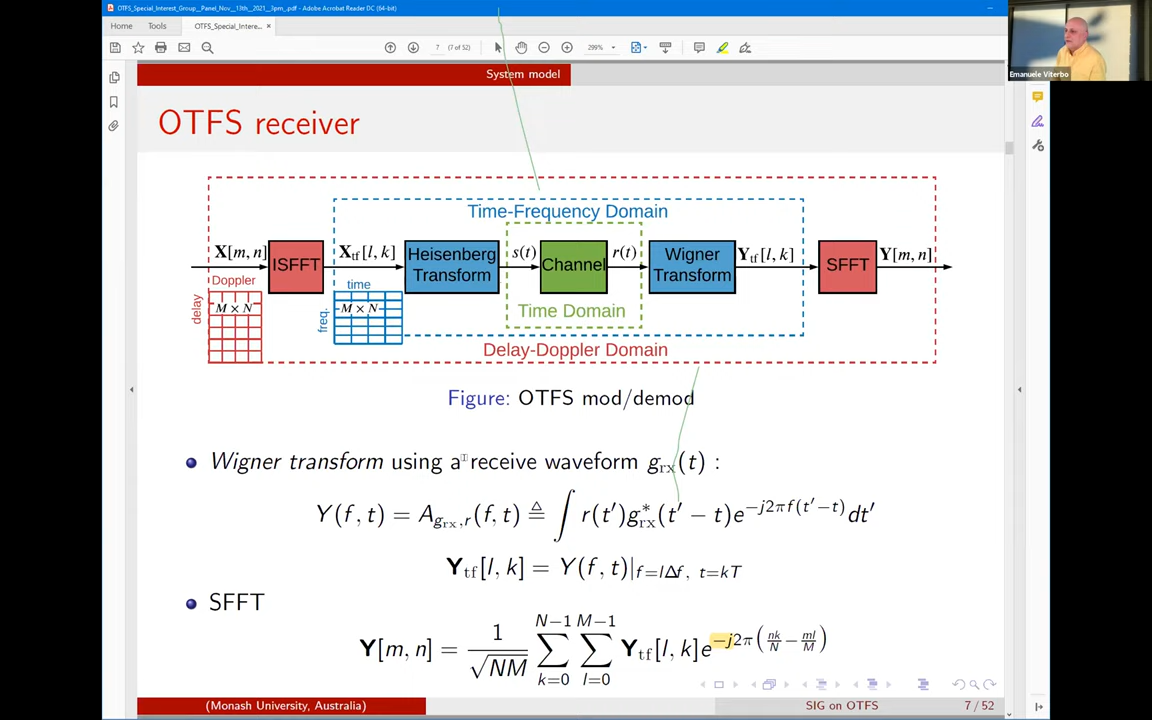 OTFS_Special_Interest_Group_Panel_Nov__13th__2021__3pm_.pdf - Adobe Acrobat Reader DC (64-bit)
Home Tools OTFS_Special_Intere... ×
7 (7 of 52) 299%
Emanuele Viterbo
System model
OTFS receiver
Time-Frequency Domain
X[m, n] ISFFT X_tf[l, k] Heisenberg Transform s(t) Channel r(t) Wigner Transform Y_tf[l, k] SFFT Y[m, n]
Doppler time
delay M × N freq. M × N
Time Domain
Delay-Doppler Domain
Figure: OTFS mod/demod
Wigner transform using a receive waveform g_rx(t) :
Y(f, t) = A_{g_rx,r}(f, t) ≜ ∫ r(t′)g*_rx(t′ − t)e^{−j2πf(t′−t)}dt′
Y_tf[l, k] = Y(f, t)|_{f=lΔf, t=kT}
SFFT
Y[m, n] = 1/√NM ∑_{k=0}^{N−1} ∑_{l=0}^{M−1} Y_tf[l, k]e^{−j2π(nk/N − ml/M)}
(Monash University, Australia) SIG on OTFS 7 / 52